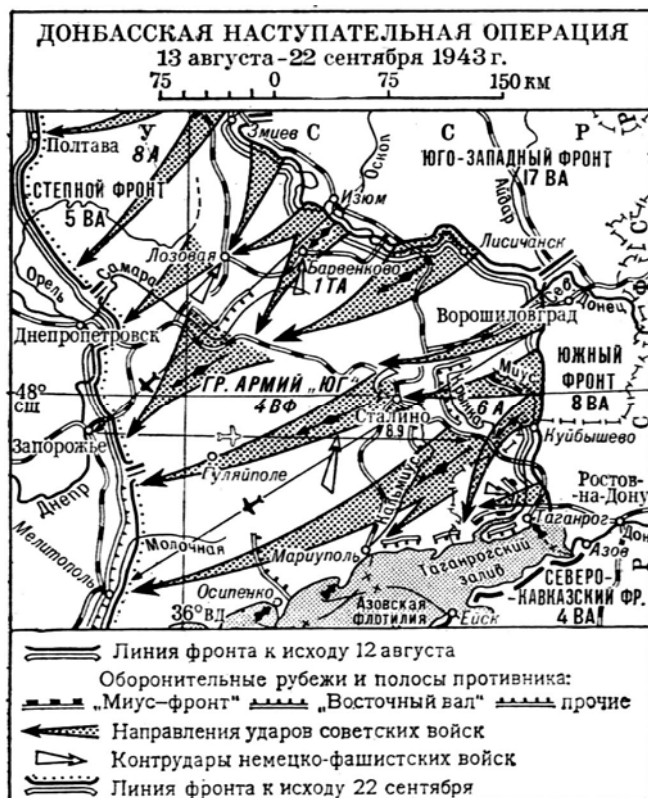 ДОНБАССКАЯ НАСТУПАТЕЛЬНАЯ ОПЕРАЦИЯ
13 августа-22 сентября 1943 г.
75 0 75 150 км
У С С Р
Змиев
Полтава
8 А
Оскол
ЮГО-ЗАПАДНЫЙ ФРОНТ
17 ВА
Айдар
СТЕПНОЙ ФРОНТ
5 ВА
Изюм
Лозовая
Барвенково
1 ТА
Лисичанск
Орель
Самара
Сев. Донец
Днепропетровск
Ворошиловград
48°
сш
ГР. АРМИЙ „ЮГ"
4 ВФ
Миус
Крынка
ЮЖНЫЙ
ФРОНТ
8 ВА
6 А
Сталино
8.9
Запорожье
Куйбышево
Гуляйполе
Кальмиус
Днепр
Ростов-
-на-Дону
Таганрог
Дон
Азов
Мелитополь
Молочная
Мариуполь
Таганрогский
залив
Осипенко
36°вд
Азовская
флотилия
Ейск
СЕВЕРО-
-КАВКАЗСКИЙ ФР.
4 ВА
Р С Ф С Р
Линия фронта к исходу 12 августа
Оборонительные рубежи и полосы противника:
„Миус-фронт" „Восточный вал" прочие
Направления ударов советских войск
Контрудары немецко-фашистских войск
Линия фронта к исходу 22 сентября